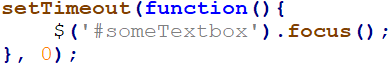 setTimeout(function(){
    $('#someTextbox').focus();
}, 0);